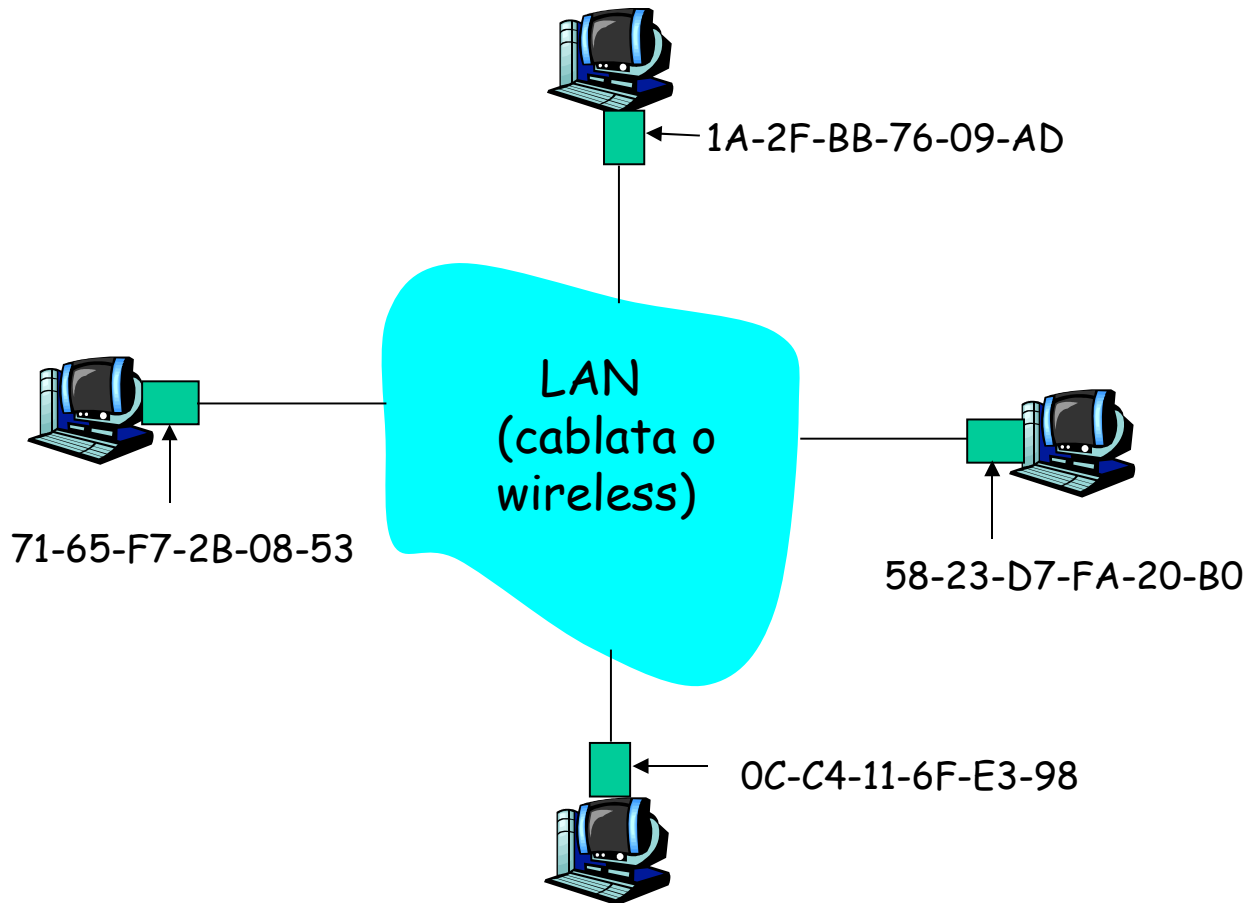 1A-2F-BB-76-09-AD
LAN
(cablata o
wireless)
71-65-F7-2B-08-53
58-23-D7-FA-20-B0
0C-C4-11-6F-E3-98